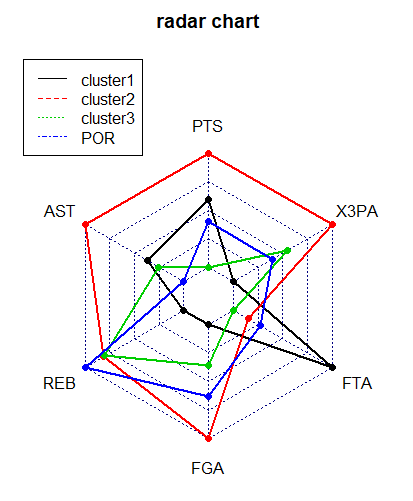 radar chart
cluster1
cluster2
cluster3
POR
PTS
AST
X3PA
REB
FTA
FGA